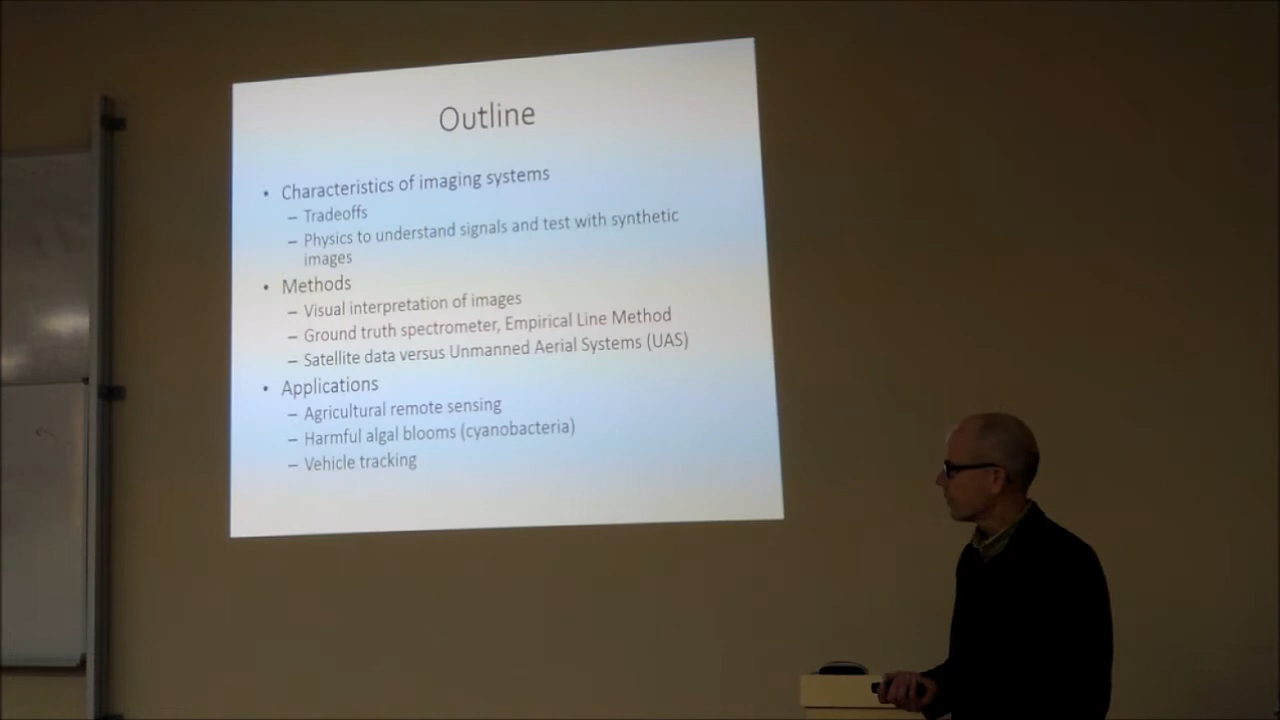 Outline
• Characteristics of imaging systems
– Tradeoffs
– Physics to understand signals and test with synthetic
images
• Methods
– Visual interpretation of images
– Ground truth spectrometer, Empirical Line Method
– Satellite data versus Unmanned Aerial Systems (UAS)
• Applications
– Agricultural remote sensing
– Harmful algal blooms (cyanobacteria)
– Vehicle tracking